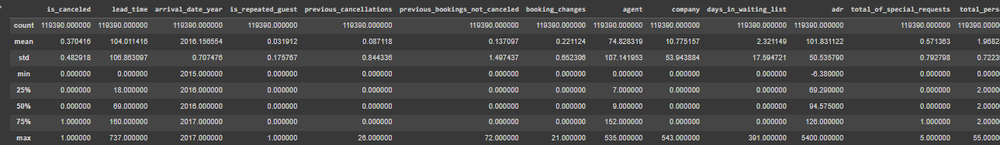 is_canceled lead_time arrival_date_year is_repeated_guest previous_cancellations previous_bookings_not_canceled booking_changes agent company days_in_waiting_list adr total_of_special_requests total_pers
count 119390.000000 119390.000000 119390.000000 119390.000000 119390.000000 119390.000000 119390.000000 119390.000000 119390.000000 119390.000000 119390.000000 119390.000000 119390.0000
mean 0.370416 104.011416 2016.156554 0.031912 0.087118 0.137097 0.221124 74.828319 10.775157 2.321149 101.831122 0.571363 1.9682
std 0.482918 106.863097 0.707476 0.175767 0.844336 1.497437 0.652306 107.141953 53.943884 17.594721 50.535790 0.792798 0.7223
min 0.000000 0.000000 2015.000000 0.000000 0.000000 0.000000 0.000000 0.000000 0.000000 0.000000 -6.380000 0.000000 0.0000
25% 0.000000 18.000000 2016.000000 0.000000 0.000000 0.000000 0.000000 7.000000 0.000000 0.000000 69.290000 0.000000 2.0000
50% 0.000000 69.000000 2016.000000 0.000000 0.000000 0.000000 0.000000 9.000000 0.000000 0.000000 94.575000 0.000000 2.0000
75% 1.000000 160.000000 2017.000000 0.000000 0.000000 0.000000 0.000000 152.000000 0.000000 0.000000 126.000000 1.000000 2.0000
max 1.000000 737.000000 2017.000000 1.000000 26.000000 72.000000 21.000000 535.000000 543.000000 391.000000 5400.000000 5.000000 55.0000